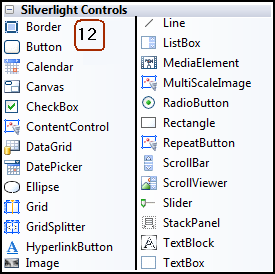 Silverlight Controls
Border
Button
12
Calendar
Canvas
CheckBox
ContentControl
DataGrid
DatePicker
Ellipse
Grid
GridSplitter
HyperlinkButton
Image
Line
ListBox
MediaElement
MultiScaleImage
RadioButton
Rectangle
RepeatButton
ScrollBar
ScrollViewer
Slider
StackPanel
TextBlock
TextBox